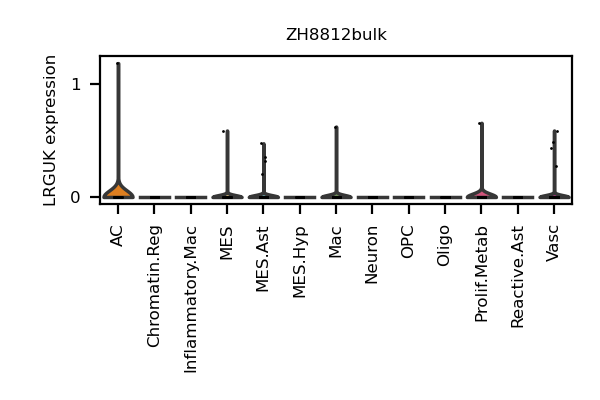 ZH8812bulk
LRGUK expression
1
0
AC
Chromatin.Reg
Inflammatory.Mac
MES
MES.Ast
MES.Hyp
Mac
Neuron
OPC
Oligo
Prolif.Metab
Reactive.Ast
Vasc